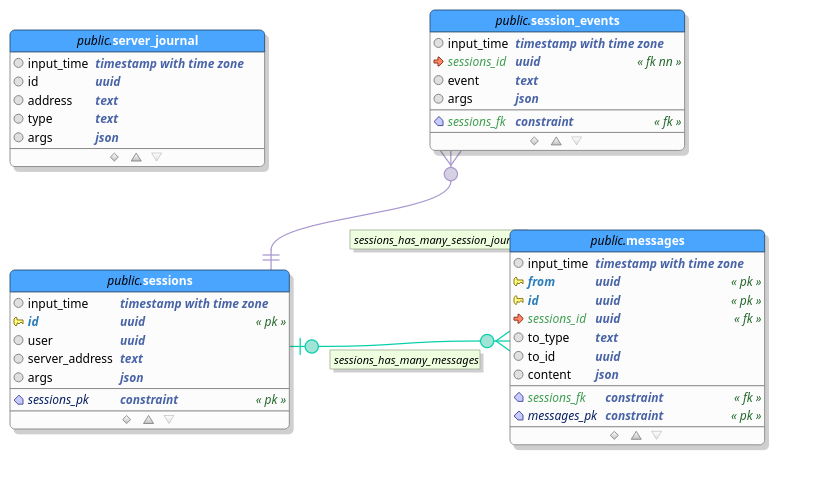 public.server_journal
input_time timestamp with time zone
id uuid
address text
type text
args json
public.session_events
input_time timestamp with time zone
sessions_id uuid « fk nn »
event text
args json
sessions_fk constraint « fk »
sessions_has_many_session_jour
public.sessions
input_time timestamp with time zone
id uuid « pk »
user uuid
server_address text
args json
sessions_pk constraint « pk »
sessions_has_many_messages
public.messages
input_time timestamp with time zone
from uuid « pk »
id uuid « pk »
sessions_id uuid « fk »
to_type text
to_id uuid
content json
sessions_fk constraint « fk »
messages_pk constraint « pk »